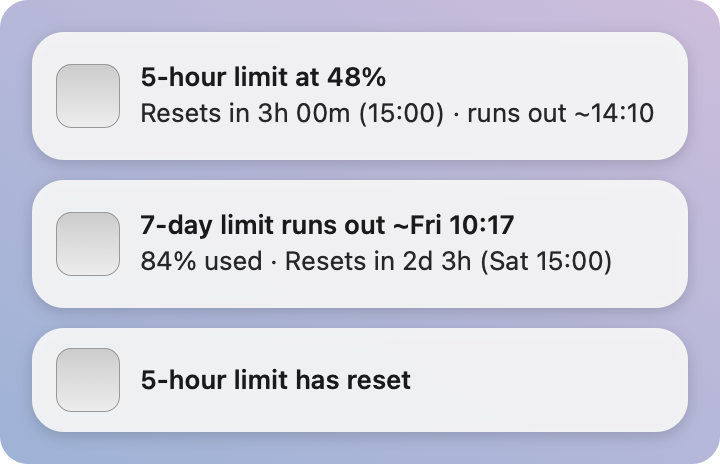 5-hour limit at 48%
Resets in 3h 00m (15:00) · runs out ~14:10
7-day limit runs out ~Fri 10:17
84% used · Resets in 2d 3h (Sat 15:00)
5-hour limit has reset